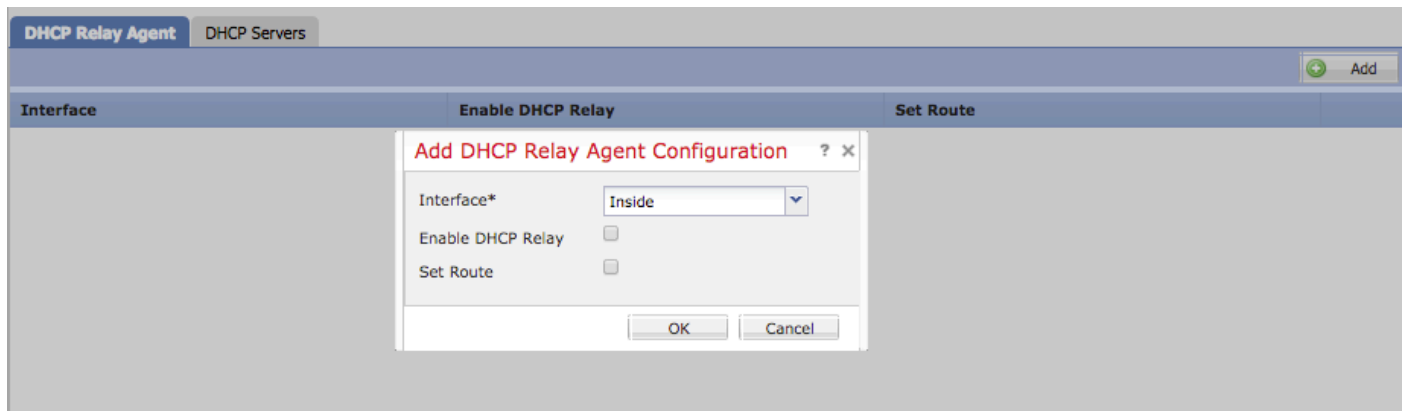 DHCP Relay Agent DHCP Servers
Add
Interface Enable DHCP Relay Set Route
Add DHCP Relay Agent Configuration ? ×
Interface* Inside
Enable DHCP Relay
Set Route
OK Cancel